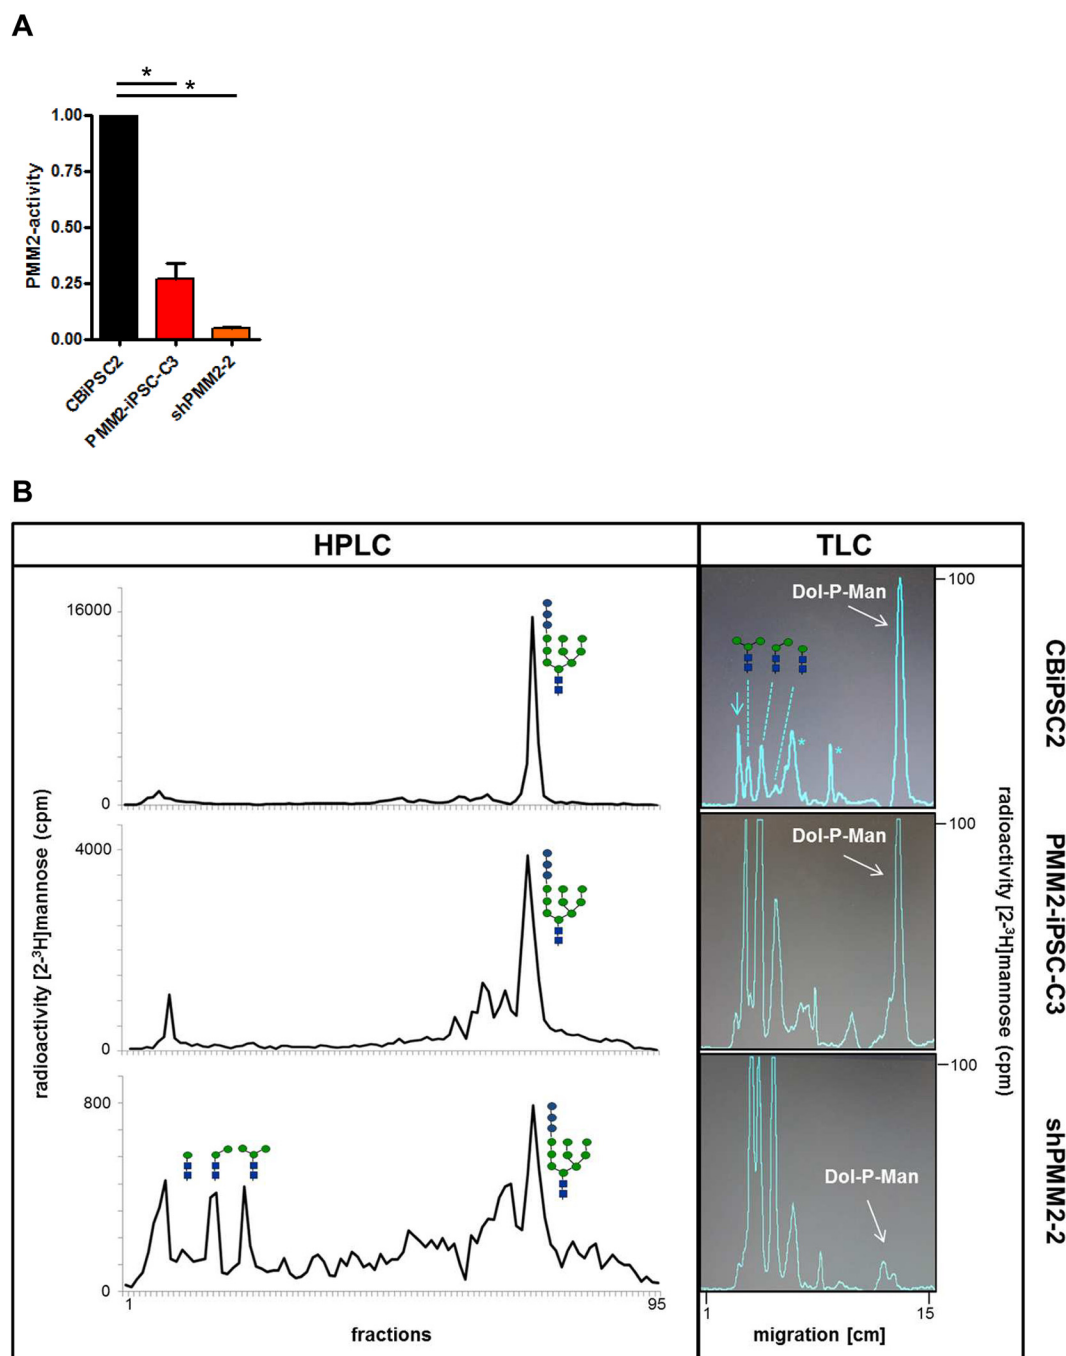 A
*
*
1.00
0.75
0.50
0.25
0.00
PMM2-activity
CBiPSC2
PMM2-iPSC-C3
shPMM2-2
B
HPLC
TLC
16000
0
4000
0
800
0
1
95
radioactivity [2-³H]mannose (cpm)
fractions
Dol-P-Man
*
*
100
Dol-P-Man
100
Dol-P-Man
100
1
15
migration [cm]
radioactivity [2-³H]mannose (cpm)
CBiPSC2
PMM2-iPSC-C3
shPMM2-2